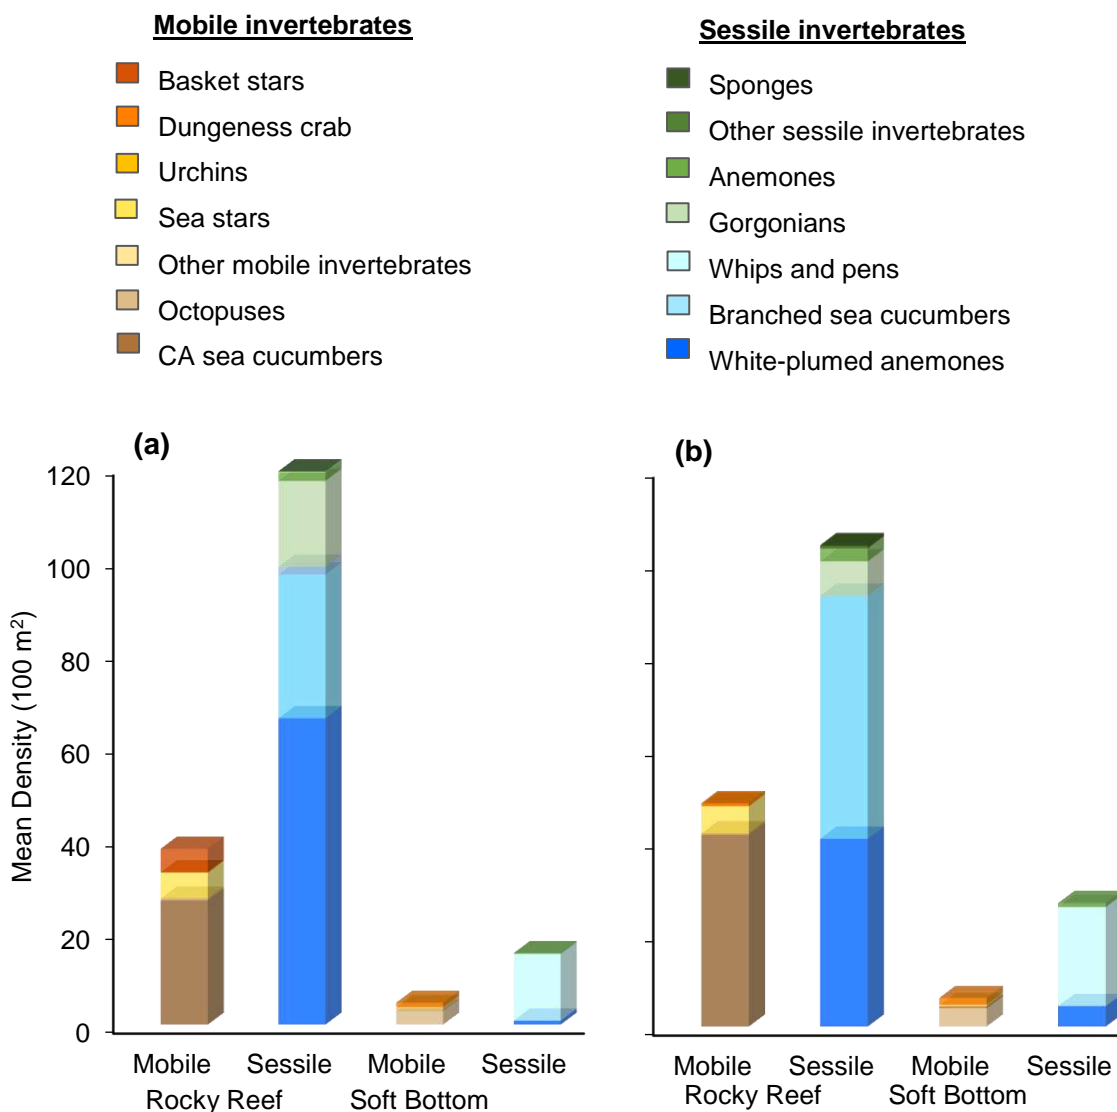 Mobile invertebrates
Basket stars
Dungeness crab
Urchins
Sea stars
Other mobile invertebrates
Octopuses
CA sea cucumbers
Sessile invertebrates
Sponges
Other sessile invertebrates
Anemones
Gorgonians
Whips and pens
Branched sea cucumbers
White-plumed anemones
(a)
120
100
80
60
40
20
0
Mean Density (100 m²)
Mobile Sessile Mobile Sessile
Rocky Reef Soft Bottom
(b)
Mobile Sessile Mobile Sessile
Rocky Reef Soft Bottom